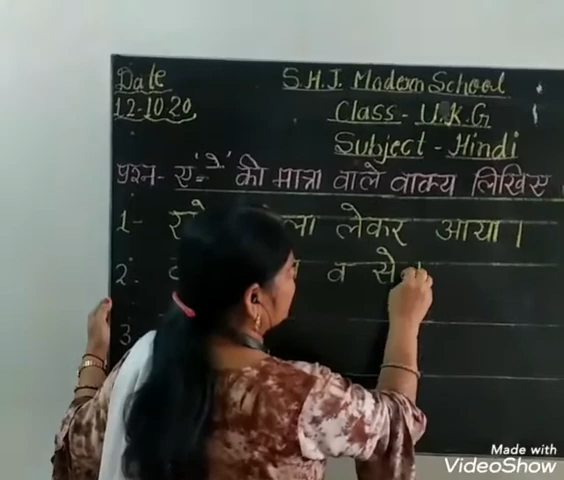 Date
12-10-20
S.H.J. Modern School
Class - U.K.G
Subject - Hindi
प्रश्न- ए'े' की मात्रा वाले वाक्य लिखिए
1- लेकर आया।
2. व
3
Made with
VideoShow